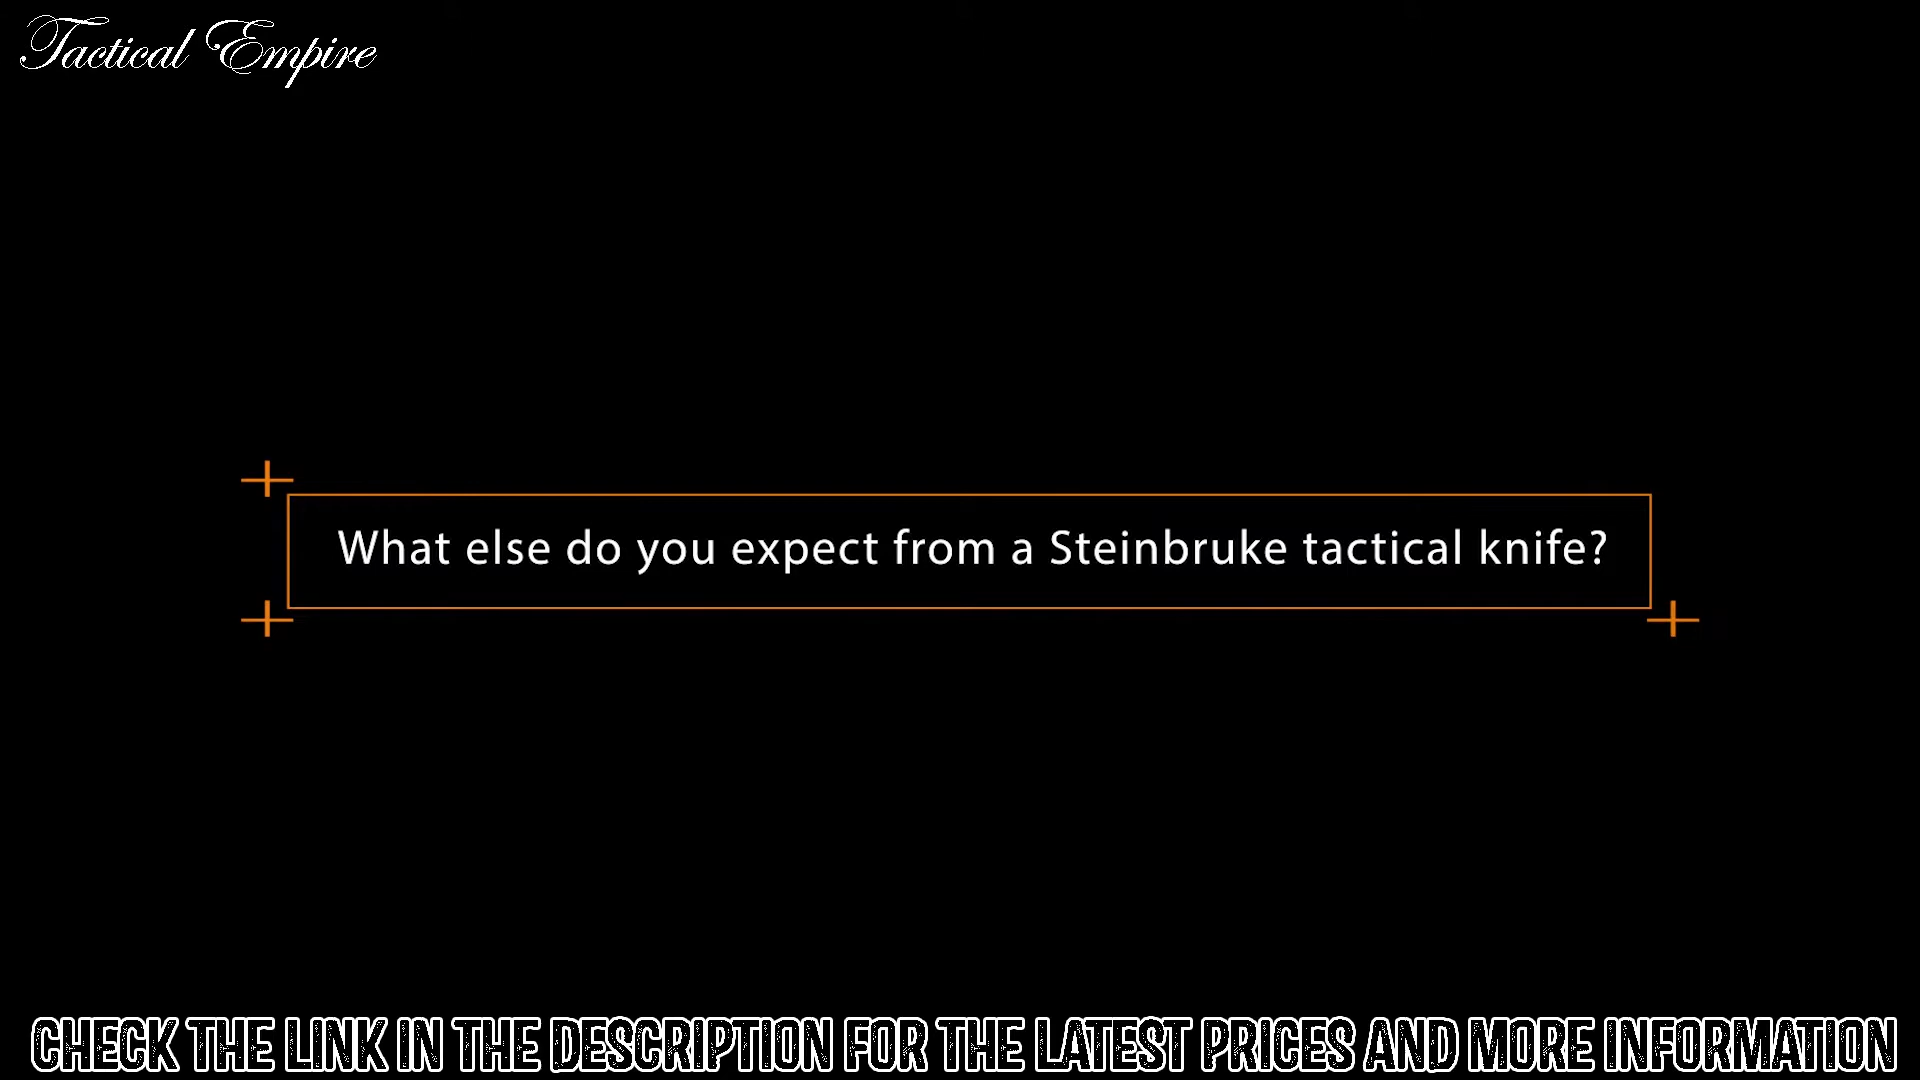 Tactical Empire
What else do you expect from a Steinbruke tactical knife?
CHECK THE LINK IN THE DESCRIPTION FOR THE LATEST PRICES AND MORE INFORMATION